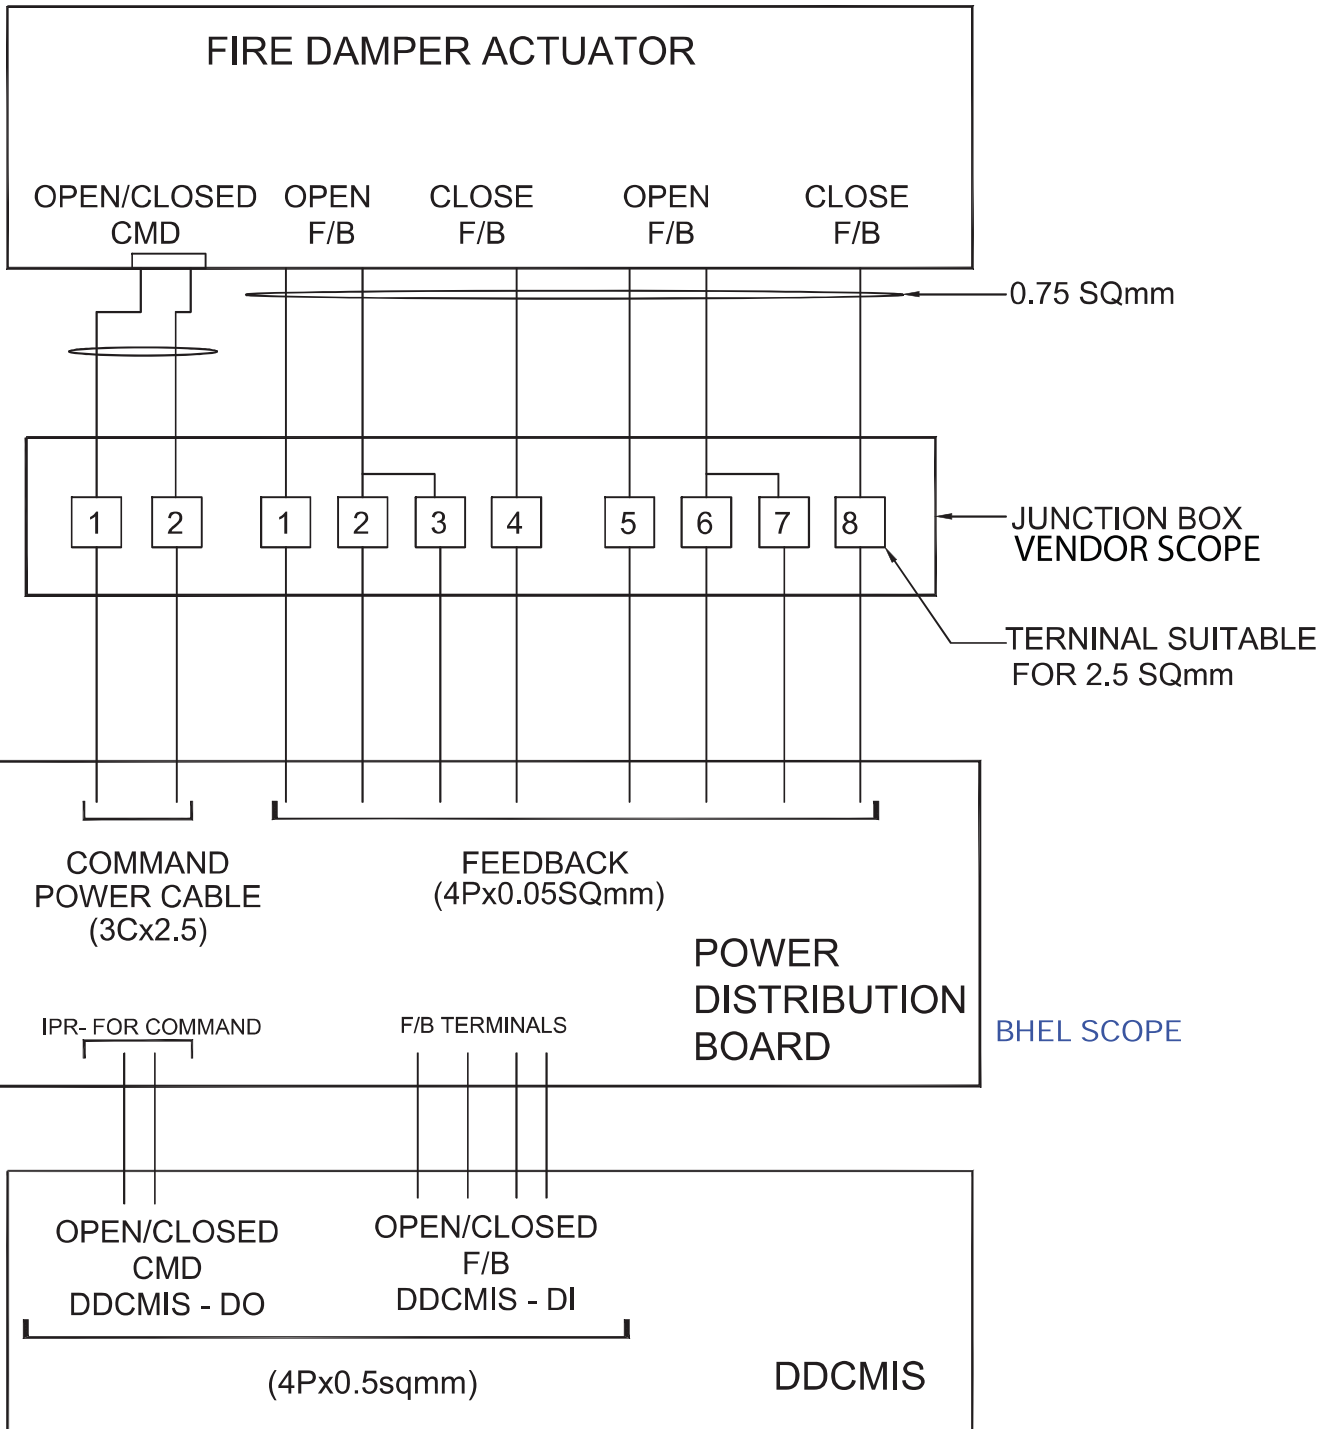 FIRE DAMPER ACTUATOR
OPEN/CLOSED
CMD
OPEN
F/B
CLOSE
F/B
OPEN
F/B
CLOSE
F/B
0.75 SQmm
1
2
1
2
3
4
5
6
7
8
JUNCTION BOX
VENDOR SCOPE
TERNINAL SUITABLE
FOR 2.5 SQmm
COMMAND
POWER CABLE
(3Cx2.5)
FEEDBACK
(4Px0.05SQmm)
POWER
DISTRIBUTION
BOARD
BHEL SCOPE
IPR- FOR COMMAND
F/B TERMINALS
OPEN/CLOSED
CMD
DDCMIS - DO
OPEN/CLOSED
F/B
DDCMIS - DI
(4Px0.5sqmm)
DDCMIS